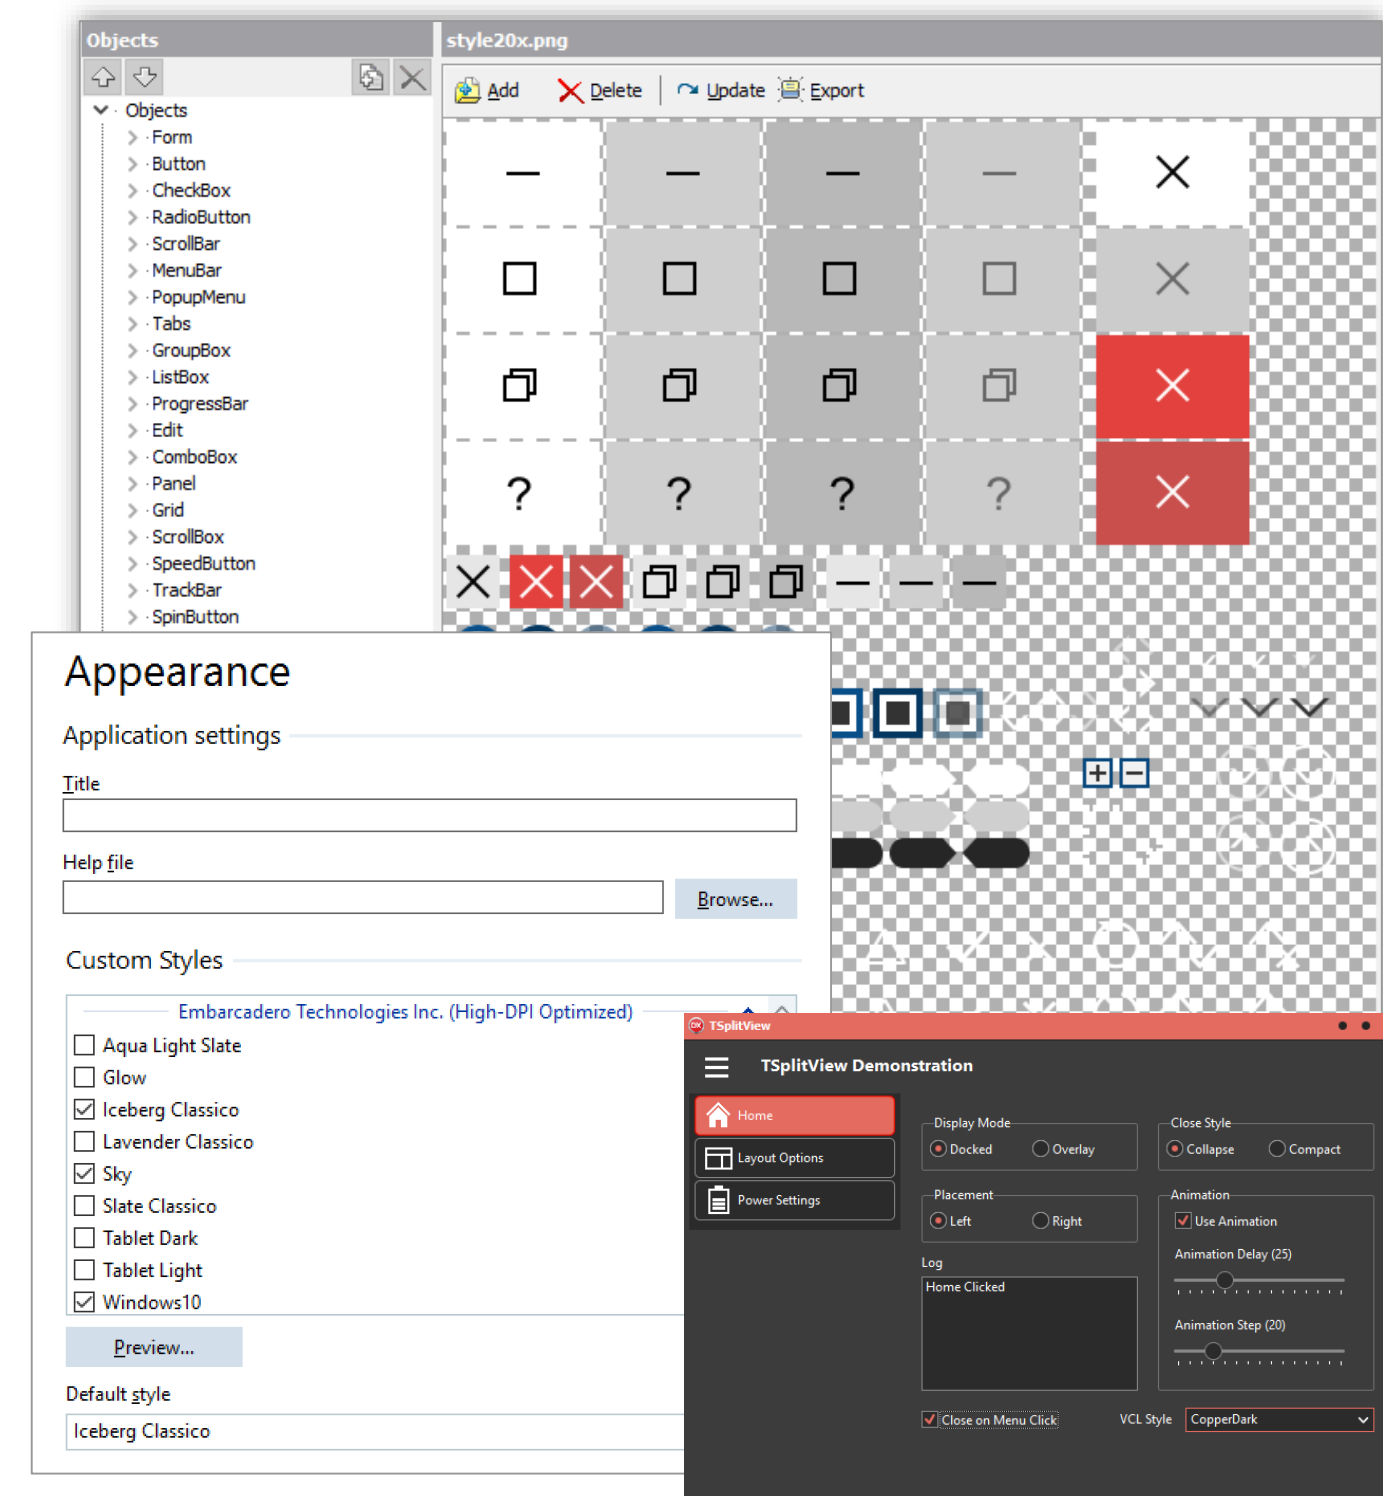 Objects
style20x.png
Add Delete Update Export
Objects
Form
Button
CheckBox
RadioButton
ScrollBar
MenuBar
PopupMenu
Tabs
GroupBox
ListBox
ProgressBar
Edit
ComboBox
Panel
Grid
ScrollBox
SpeedButton
TrackBar
SpinButton
? ? ? ?
Appearance
Application settings
Title
Help file
Browse...
Custom Styles
Embarcadero Technologies Inc. (High-DPI Optimized)
Aqua Light Slate
Glow
Iceberg Classico
Lavender Classico
Sky
Slate Classico
Tablet Dark
Tablet Light
Windows10
Preview...
Default style
Iceberg Classico
DX TSplitView
TSplitView Demonstration
Home
Layout Options
Power Settings
Display Mode
Docked Overlay
Close Style
Collapse Compact
Placement
Left Right
Animation
Use Animation
Animation Delay (25)
Animation Step (20)
Log
Home Clicked
Close on Menu Click
VCL Style CopperDark